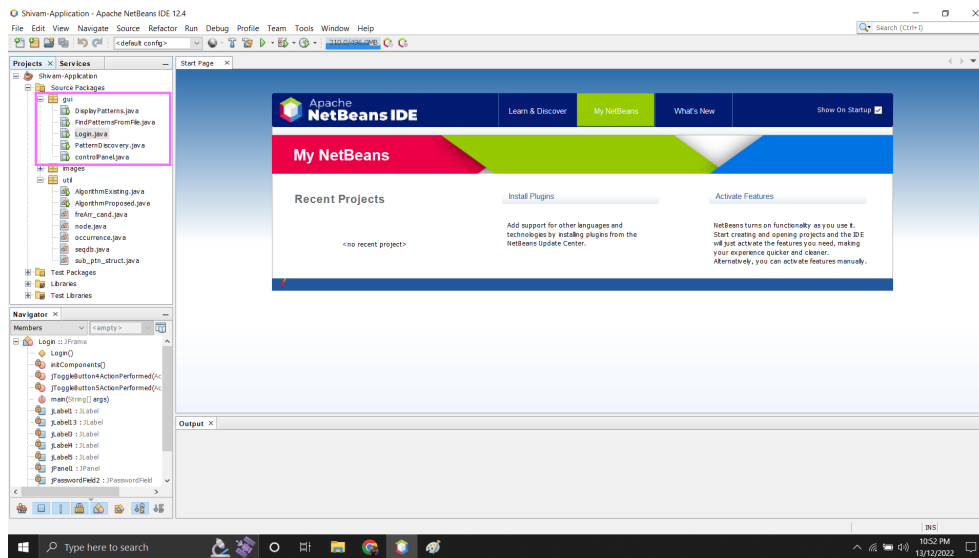 Shivam-Application - Apache NetBeans IDE 12.4
File Edit View Navigate Source Refactor Run Debug Profile Team Tools Window Help
Search (Ctrl+I)
<default config>
110.0/496.0MB
Projects × Services
Start Page ×
Shivam-Application
Source Packages
gui
DisplayPatterns.java
FindPatternsFromFile.java
Login.java
PatternDiscovery.java
controlPanel.java
images
util
AlgorithmExisting.java
AlgorithmProposed.java
freArr_cand.java
node.java
occurrence.java
seqdb.java
sub_ptn_struct.java
Test Packages
Libraries
Test Libraries
Apache
NetBeans IDE
Learn & Discover
My NetBeans
What's New
Show On Startup
My NetBeans
Recent Projects
<no recent project>
Install Plugins
Add support for other languages and
technologies by installing plugins from the
NetBeans Update Center.
Activate Features
NetBeans turns on functionality as you use it.
Start creating and opening projects and the IDE
will just activate the features you need, making
your experience quicker and cleaner.
Alternatively, you can activate features manually.
Navigator ×
Members
<empty>
Login :: JFrame
Login()
initComponents()
jToggleButton4ActionPerformed(Ac
jToggleButton5ActionPerformed(Ac
main(String[] args)
jLabel1 : JLabel
jLabel13 : JLabel
jLabel3 : JLabel
jLabel4 : JLabel
jLabel5 : JLabel
jPanel1 : JPanel
jPasswordField2 : JPasswordField
Output ×
INS
Type here to search
10:52 PM
13/12/2022